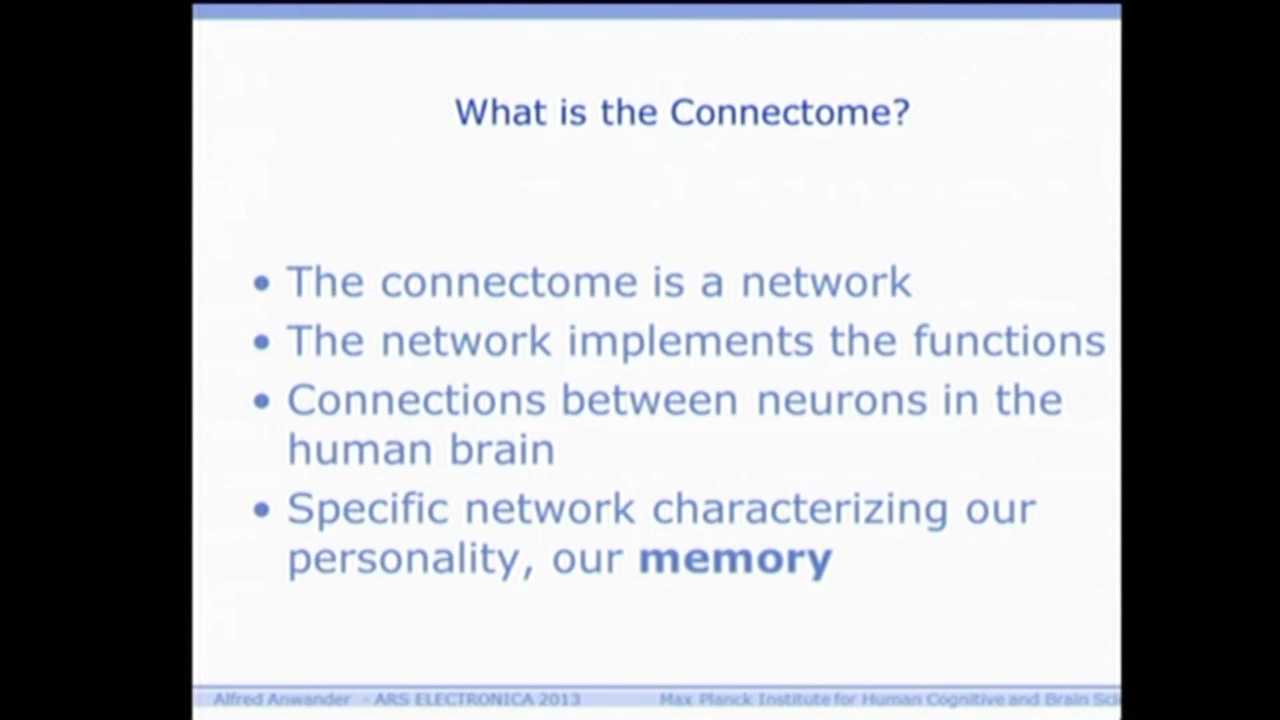 What is the Connectome?
• The connectome is a network
• The network implements the functions
• Connections between neurons in the
human brain
• Specific network characterizing our
personality, our memory
Alfred Anwander - ARS ELECTRONICA 2013 Max Planck Institute for Human Cognitive and Brain Sci